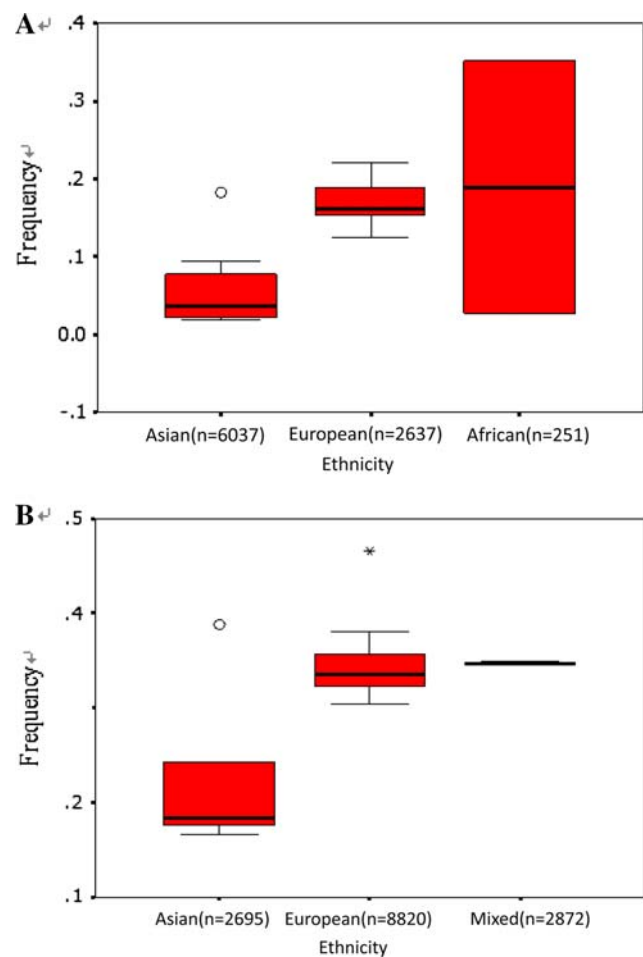 A↵
.4
.3
.2
.1
0.0
-.1
Frequency↵
Asian(n=6037) European(n=2637) African(n=251)
Ethnicity
B↵
.5
.4
.2
.1
Frequency↵
Asian(n=2695) European(n=8820) Mixed(n=2872)
Ethnicity